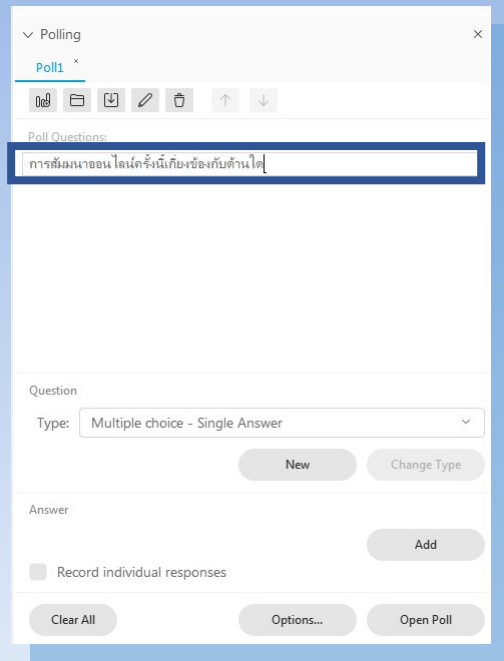 Polling
Poll1
Poll Questions:
การสัมมนาออนไลน์ครั้งนี้เกี่ยงข้องกับด้านใด
Question
Type: Multiple choice - Single Answer
New Change Type
Answer
Add
Record individual responses
Clear All Options... Open Poll